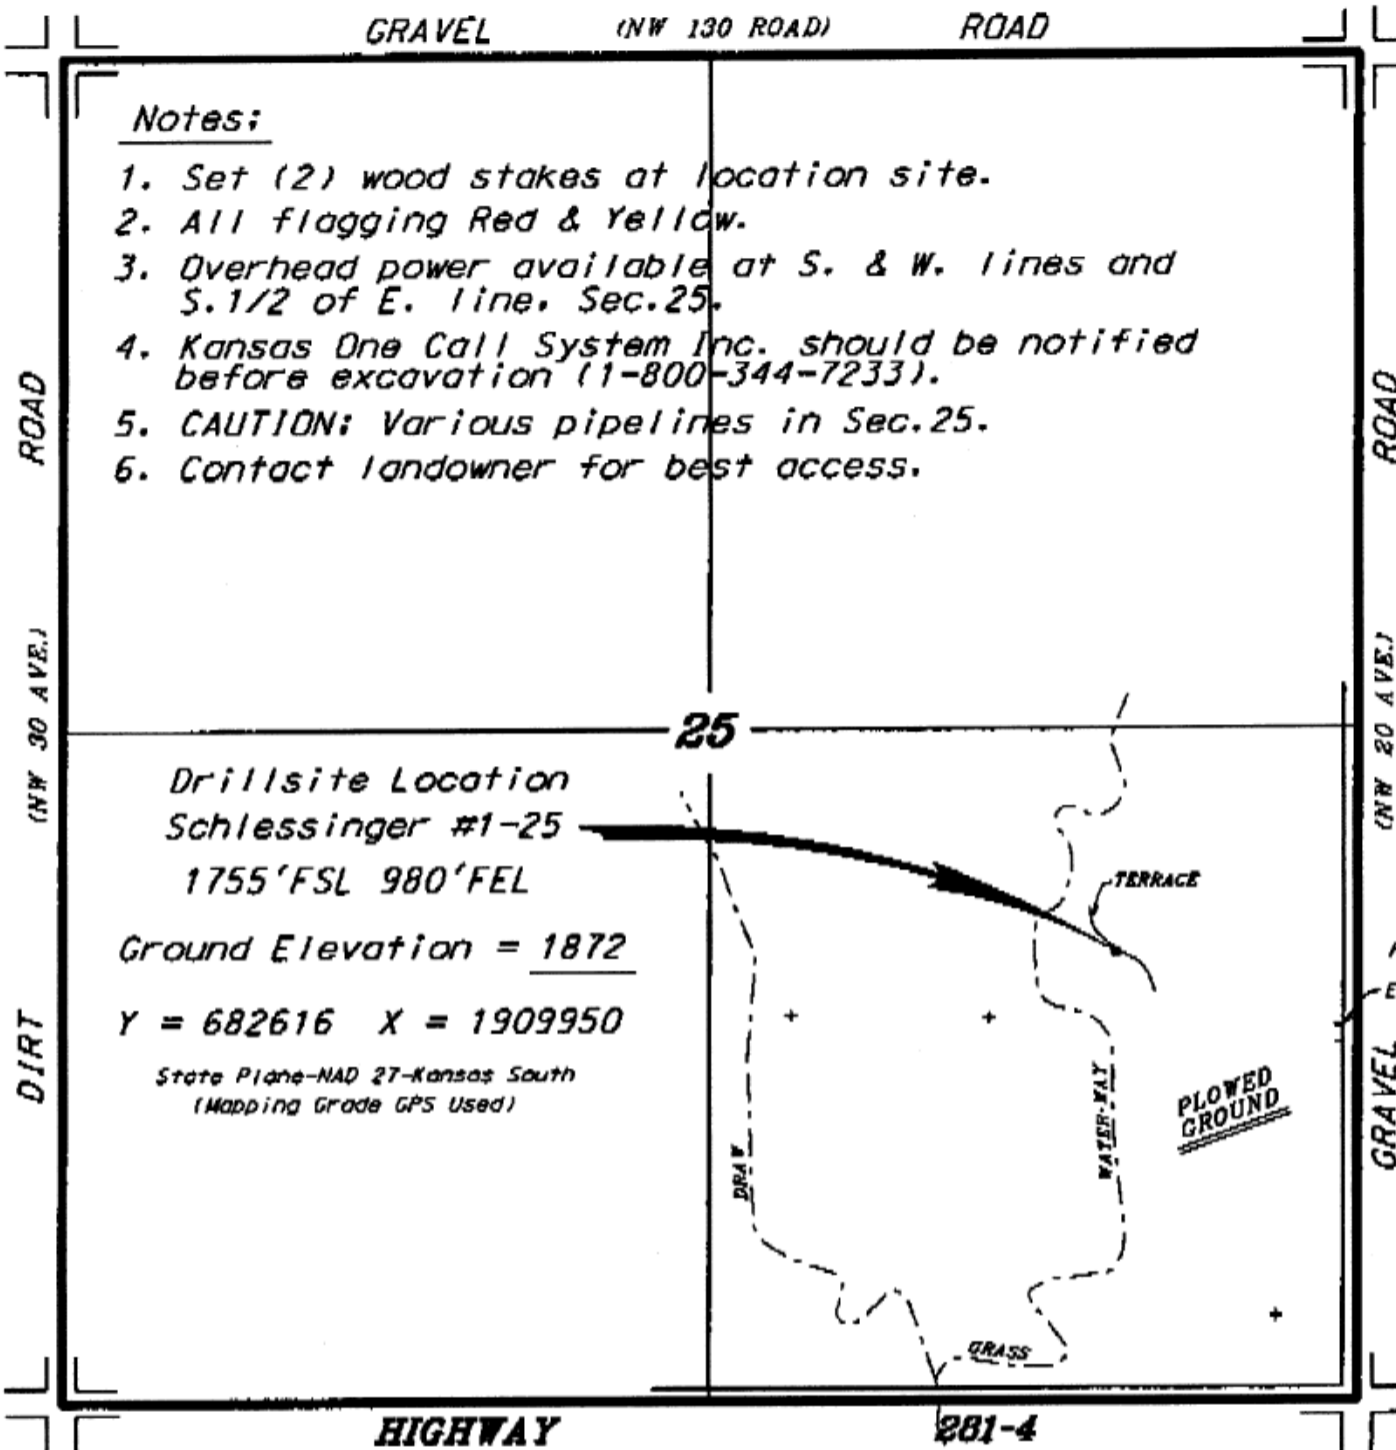 GRAVEL (NW 130 ROAD) ROAD
Notes:
1. Set (2) wood stakes at location site.
2. All flagging Red & Yellow.
3. Overhead power available at S. & W. lines and
S.1/2 of E. line. Sec.25.
4. Kansas One Call System Inc. should be notified
before excavation (1-800-344-7233).
5. CAUTION: Various pipelines in Sec.25.
6. Contact landowner for best access.
DIRT (NW 30 AVE.) ROAD
GRAVEL (NW 20 AVE.) ROAD
25
Drillsite Location
Schlessinger #1-25
1755'FSL 980'FEL
Ground Elevation = 1872
Y = 682616 X = 1909950
State Plane-NAD 27-Kansas South
(Mapping Grade GPS Used)
TERRACE
E
PLOWED
GROUND
DRAW
WATER-WAY
GRASS
HIGHWAY 281-4